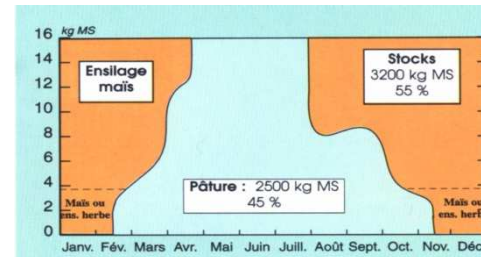 kg MS
16
14
12
10
8
6
4
2
0
Ensilage
maïs
Stocks
3200 kg MS
55 %
Pâture : 2500 kg MS
45 %
Maïs ou
ens. herbe
Maïs ou
ens. herb
Janv. Fév. Mars Avr. Mai Juin Juill. Août Sept. Oct. Nov. Déc